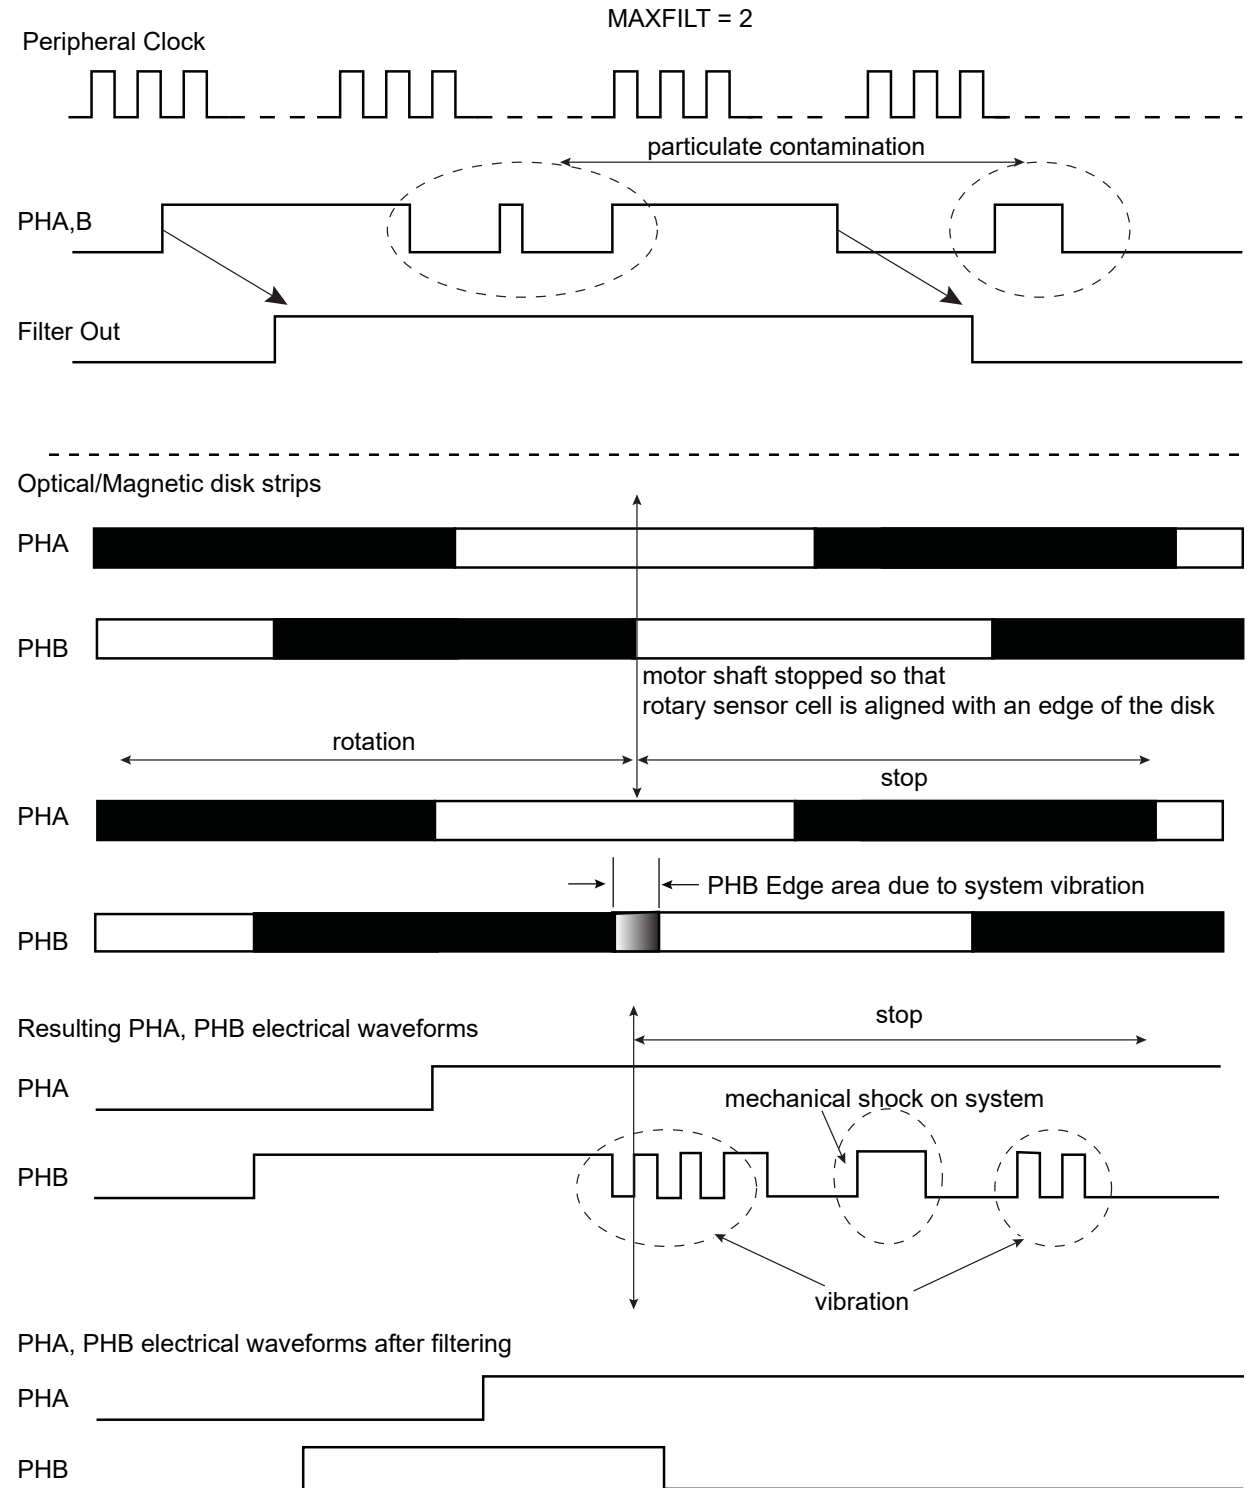 MAXFILT = 2
Peripheral Clock
particulate contamination
PHA,B
Filter Out
Optical/Magnetic disk strips
PHA
PHB
motor shaft stopped so that
rotary sensor cell is aligned with an edge of the disk
rotation
stop
PHA
PHB Edge area due to system vibration
PHB
stop
Resulting PHA, PHB electrical waveforms
PHA
mechanical shock on system
PHB
vibration
PHA, PHB electrical waveforms after filtering
PHA
PHB